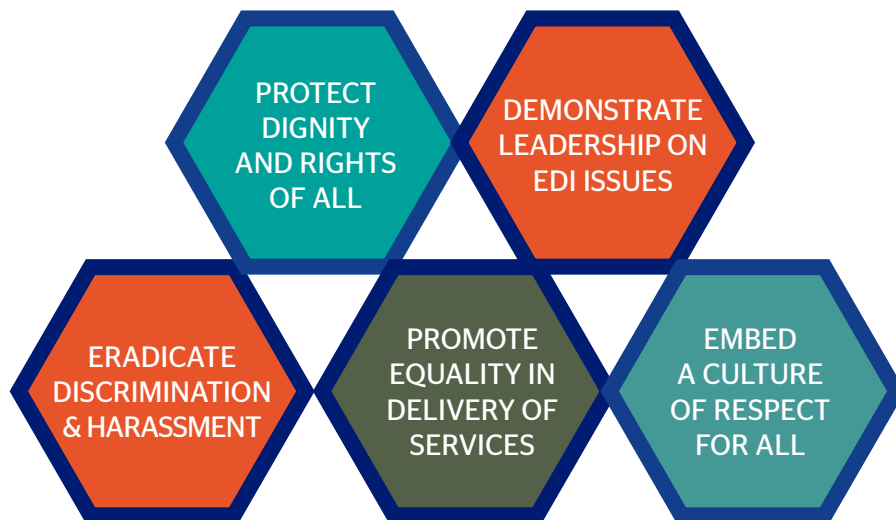 PROTECT
DIGNITY
AND RIGHTS
OF ALL
DEMONSTRATE
LEADERSHIP ON
EDI ISSUES
ERADICATE
DISCRIMINATION
& HARASSMENT
PROMOTE
EQUALITY IN
DELIVERY OF
SERVICES
EMBED
A CULTURE
OF RESPECT
FOR ALL